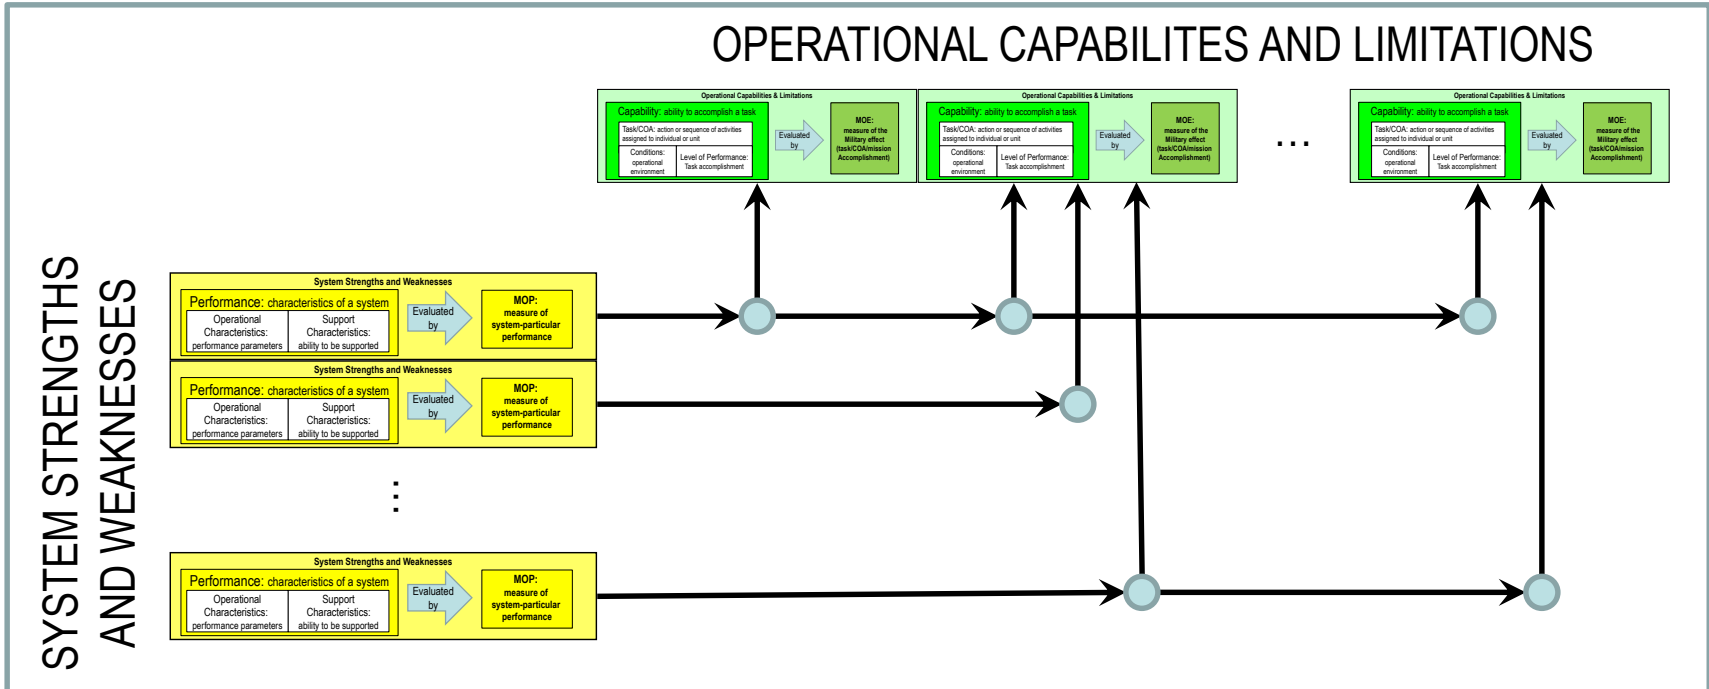 OPERATIONAL CAPABILITES AND LIMITATIONS
Operational Capabilities & Limitations
Capability: ability to accomplish a task
Task/COA: action or sequence of activities
assigned to individual or unit
Conditions:
operational
environment
Level of Performance:
Task accomplishment
Evaluated
by
MOE:
measure of the
Military effect
(task/COA/mission
Accomplishment)
Operational Capabilities & Limitations
Capability: ability to accomplish a task
Task/COA: action or sequence of activities
assigned to individual or unit
Conditions:
operational
environment
Level of Performance:
Task accomplishment
Evaluated
by
MOE:
measure of the
Military effect
(task/COA/mission
Accomplishment)
...
Operational Capabilities & Limitations
Capability: ability to accomplish a task
Task/COA: action or sequence of activities
assigned to individual or unit
Conditions:
operational
environment
Level of Performance:
Task accomplishment
Evaluated
by
MOE:
measure of the
Military effect
(task/COA/mission
Accomplishment)
SYSTEM STRENGTHS
AND WEAKNESSES
System Strengths and Weaknesses
Performance: characteristics of a system
Operational
Characteristics:
performance parameters
Support
Characteristics:
ability to be supported
Evaluated
by
MOP:
measure of
system-particular
performance
System Strengths and Weaknesses
Performance: characteristics of a system
Operational
Characteristics:
performance parameters
Support
Characteristics:
ability to be supported
Evaluated
by
MOP:
measure of
system-particular
performance
...
System Strengths and Weaknesses
Performance: characteristics of a system
Operational
Characteristics:
performance parameters
Support
Characteristics:
ability to be supported
Evaluated
by
MOP:
measure of
system-particular
performance